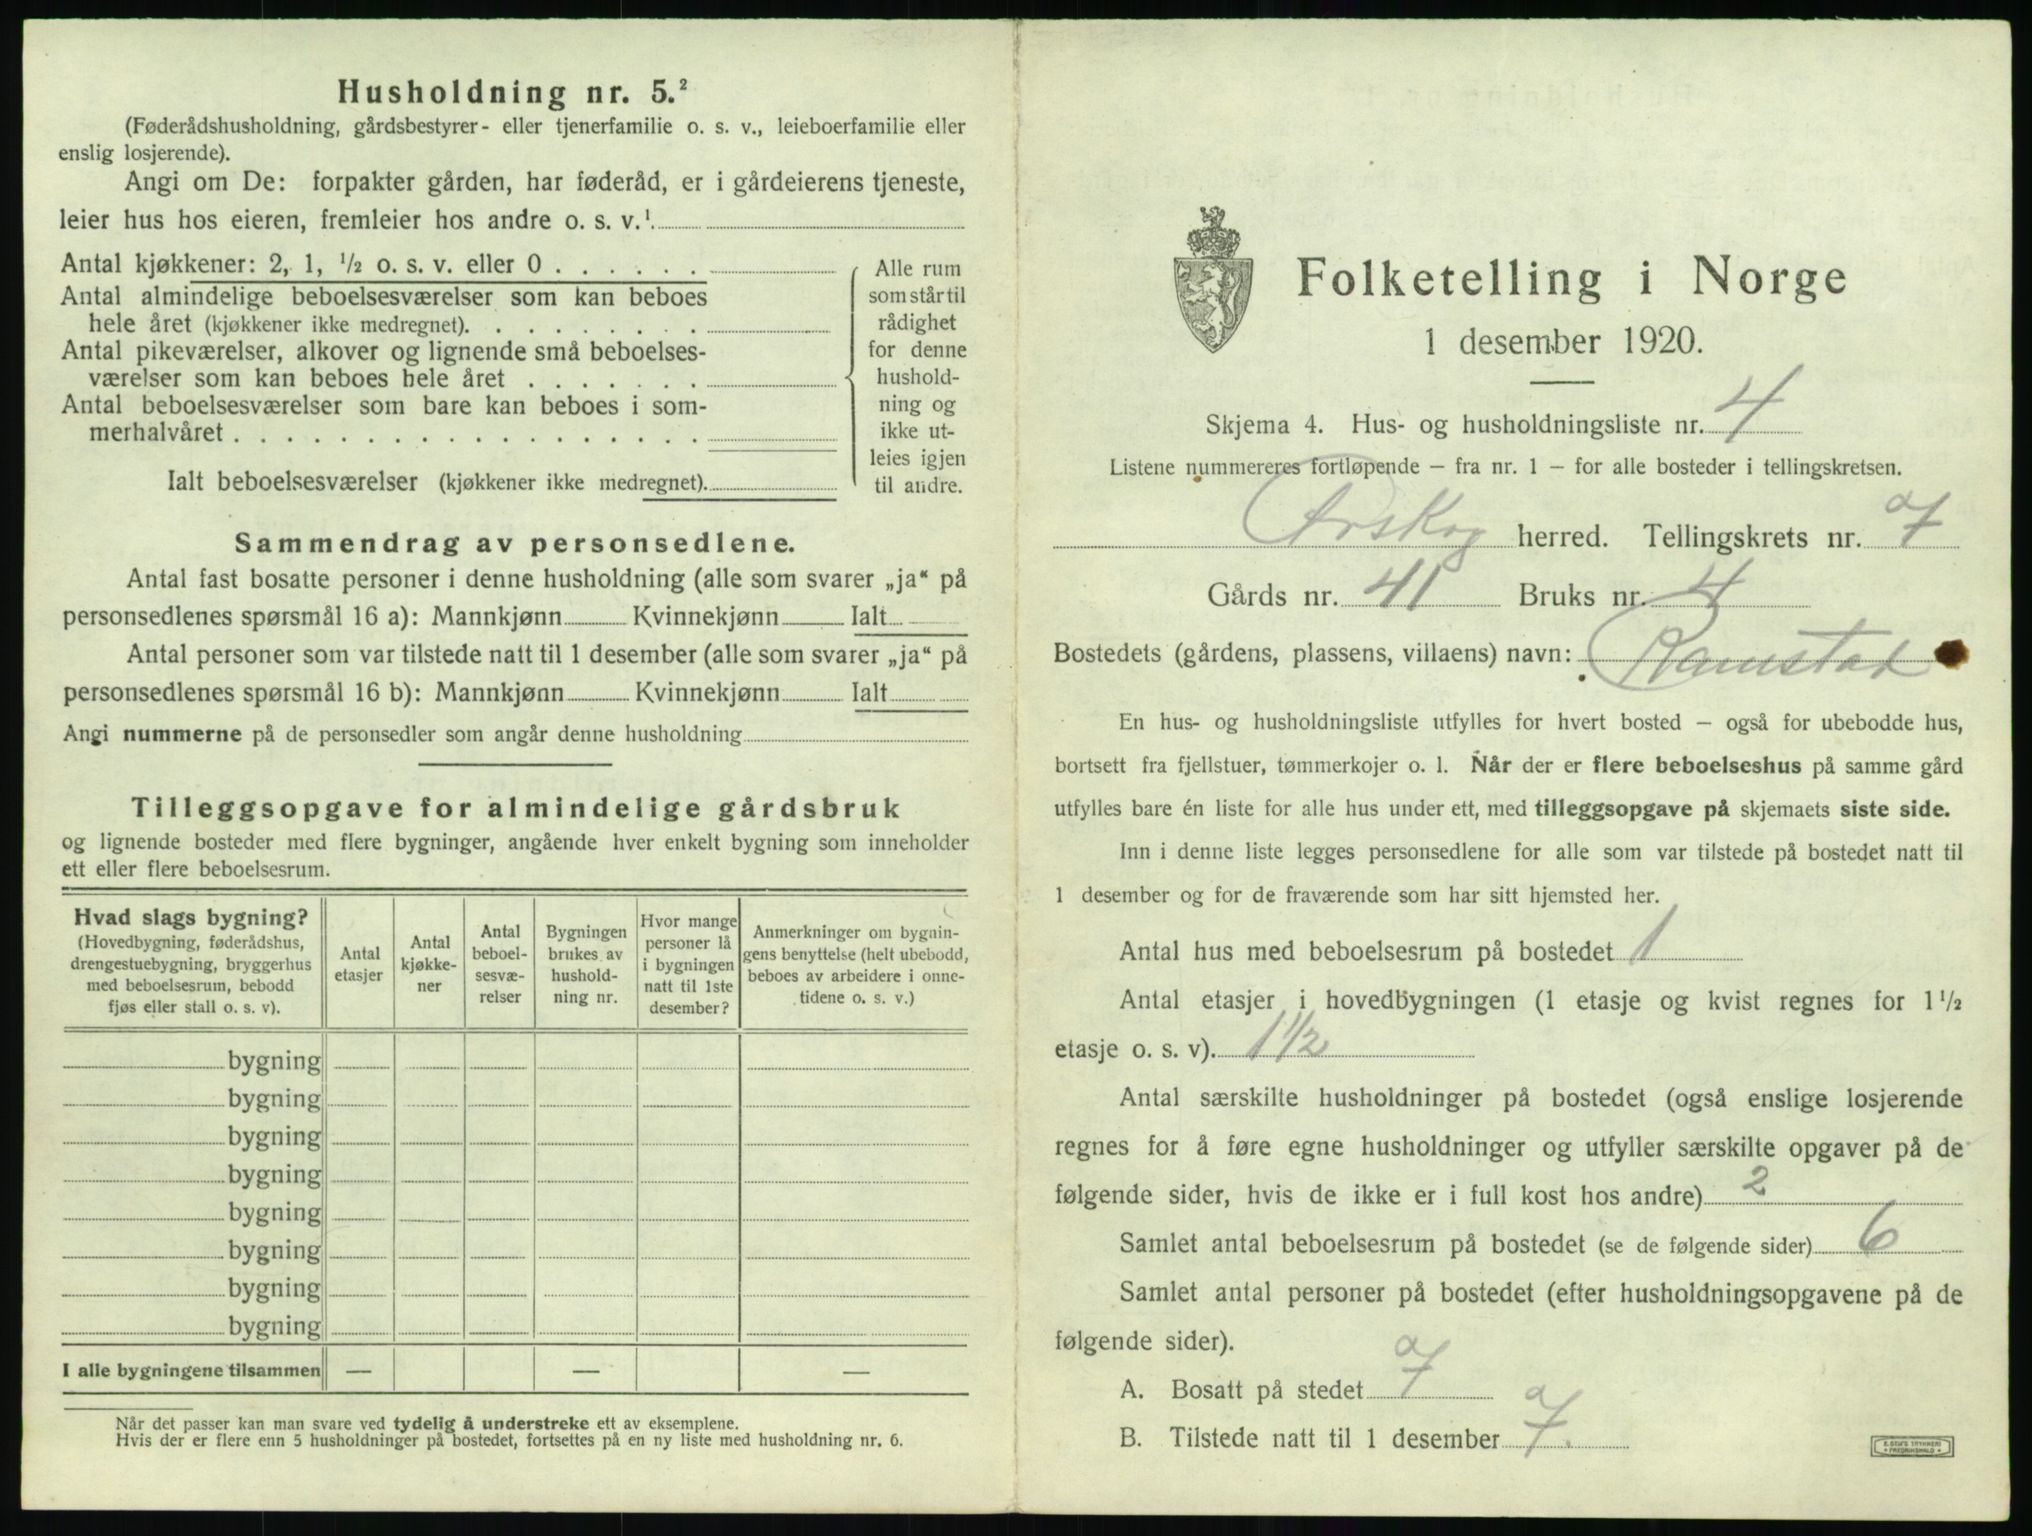 Husholdning nr. 5.²
(Føderådshusholdning, gårdsbestyrer- eller tjenerfamilie o. s. v., leieboerfamilie eller
enslig losjerende).
Angi om De: forpakter gården, har føderåd, er i gårdeierens tjeneste,
leier hus hos eieren, fremleier hos andre o. s. v.¹
Antal kjøkkener: 2, 1, ½ o. s. v. eller 0 . . . . . .
Antal almindelige beboelsesværelser som kan beboes
hele året (kjøkkener ikke medregnet). . . . . . . . .
Antal pikeværelser, alkover og lignende små beboelses-
værelser som kan beboes hele året . . . . . . .
Antal beboelsesværelser som bare kan beboes i som-
merhalvåret . . . . . . . . . . . . . . . . . .
Ialt beboelsesværelser (kjøkkener ikke medregnet).
Alle rum
som står til
rådighet
for denne
hushold-
ning og
ikke ut-
leies igjen
til andre.
Sammendrag av personsedlene.
Antal fast bosatte personer i denne husholdning (alle som svarer „ja“ på
personsedlenes spørsmål 16 a): Mannkjønn Kvinnekjønn Ialt
Antal personer som var tilstede natt til 1 desember (alle som svarer „ja“ på
personsedlenes spørsmål 16 b): Mannkjønn Kvinnekjønn Ialt
Angi nummerne på de personsedler som angår denne husholdning
Tilleggsopgave for almindelige gårdsbruk
og lignende bosteder med flere bygninger, angående hver enkelt bygning som inneholder
ett eller flere beboelsesrum.
Hvad slags bygning?
(Hovedbygning, føderådshus,
drengestuebygning, bryggerhus
med beboelsesrum, bebodd
fjøs eller stall o. s. v).
Antal
etasjer
Antal
kjøkke-
ner
Antal
beboel-
sesvæ-
relser
Bygningen
brukes av
hushold-
ning nr.
Hvor mange
personer lå
i bygningen
natt til 1ste
desember?
Anmerkninger om bygnin-
gens benyttelse (helt ubebodd,
beboes av arbeidere i onne-
tidene o. s. v.)
bygning
bygning
bygning
bygning
bygning
bygning
bygning
bygning
I alle bygningene tilsammen — — —
Når det passer kan man svare ved tydelig å understreke ett av eksemplene.
Hvis der er flere enn 5 husholdninger på bostedet, fortsettes på en ny liste med husholdning nr. 6.
Folketelling i Norge
1 desember 1920.
Skjema 4. Hus- og husholdningsliste nr. 4
Listene nummereres fortløpende – fra nr. 1 – for alle bosteder i tellingskretsen.
Ørskog herred. Tellingskrets nr. 7
Gårds nr. 41 Bruks nr. 4
Bostedets (gårdens, plassens, villaens) navn: Ramstad
En hus- og husholdningsliste utfylles for hvert bosted – også for ubebodde hus,
bortsett fra fjellstuer, tømmerkojer o. l. Når der er flere beboelseshus på samme gård
utfylles bare én liste for alle hus under ett, med tilleggsopgave på skjemaets siste side.
Inn i denne liste legges personsedlene for alle som var tilstede på bostedet natt til
1 desember og for de fraværende som har sitt hjemsted her.
Antal hus med beboelsesrum på bostedet 1
Antal etasjer i hovedbygningen (1 etasje og kvist regnes for 1 ½
etasje o. s. v). 1½
Antal særskilte husholdninger på bostedet (også enslige losjerende
regnes for å føre egne husholdninger og utfyller særskilte opgaver på de
følgende sider, hvis de ikke er i full kost hos andre) 2
Samlet antal beboelsesrum på bostedet (se de følgende sider) 6
Samlet antal personer på bostedet (efter husholdningsopgavene på de
følgende sider).
A. Bosatt på stedet 7
B. Tilstede natt til 1 desember 7.